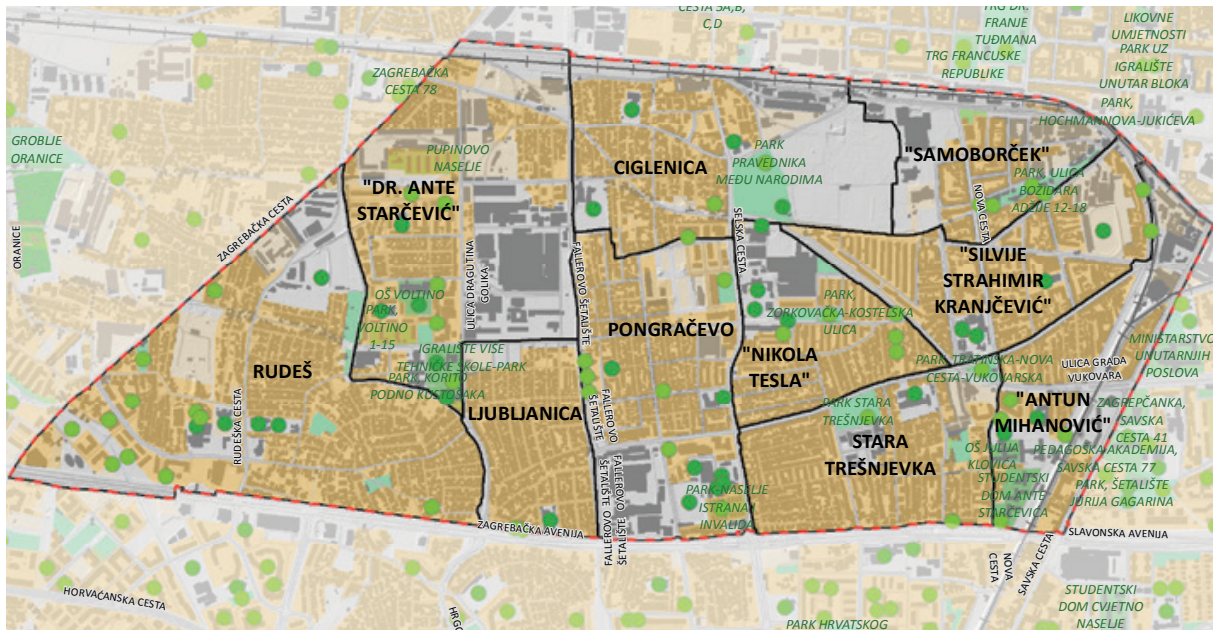 CESTA 5A,B,
C,D
TRG DR.
FRANJE
TUĐMANA
TRG FRANCUSKE
REPUBLIKE
LIKOVNE
UMJETNOSTI
PARK UZ
IGRALIŠTE
UNUTAR BLOKA
PARK,
HOCHMANNOVA-JUKIĆEVA
ZAGREBAČKA
CESTA 78
GROBLJE
ORANICE
PUPINOVO
NASELJE
"DR. ANTE
STARČEVIĆ"
CIGLENICA
PARK
PRAVEDNIKA
MEĐU NARODIMA
"SAMOBORČEK"
PARK, ULICA
BOŽIDARA
ADŽIJE 12-18
NOVA CESTA
ZAGREBAČKA CESTA
ORANICE
SELSKA CESTA
ULICA DRAGUTINA
GOLIKA
FALLEROVO ŠETALIŠTE
"SILVIJE
STRAHIMIR
KRANJČEVIĆ"
OŠ VOLTINO
PARK,
VOLTINO
1-15
PARK,
ZORKOVAČKA-KOSTELSKA
ULICA
PONGRAČEVO
"NIKOLA
TESLA"
IGRALIŠTE VIŠE
TEHNIČKE ŠKOLE-PARK
PARK KORITO
PODNO KUSTOŠAKA
RUDEŠ
LJUBLJANICA
RUDEŠKA CESTA
FALLEROVO
ŠETALIŠTE
PARK, TRATINSKA-NOVA
CESTA-VUKOVARSKA
ULICA GRADA
VUKOVARA
MINISTARSTVO
UNUTARNJIH
POSLOVA
PARK STARA
TREŠNJEVKA
STARA
TREŠNJEVKA
"ANTUN
MIHANOVIĆ"
ZAGREPČANKA,
SAVSKA
CESTA 41
OŠ JULIJA
KLOVIĆA
PEDAGOŠKA AKADEMIJA,
SAVSKA CESTA 77
STUDENTSKI
DOM ANTE
STARČEVIĆA
PARK, ŠETALIŠTE
JURIJA GAGARINA
PARK-NASELJE
ISTRANA
INVALIDA
FALLEROVO
ŠETALIŠTE
FALLEROVO ŠETALIŠTE
ZAGREBAČKA AVENIJA
SLAVONSKA AVENIJA
NOVA
CESTA
SAVSKA CESTA
HORVAĆANSKA CESTA
HRGO
PARK HRVATSKOG
STUDENTSKI
DOM CVJETNO
NASELJE